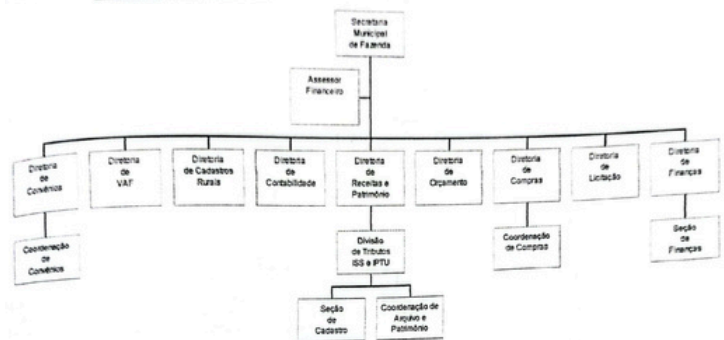 Secretaria
Municipal
de Fazenda
Assessor
Financeiro
Diretoria
de
Convênios
Diretoria
de
VAF
Diretoria
de Cadastros
Rurais
Diretoria
de
Contabilidade
Diretoria
de
Receitas e
Patrimônio
Diretoria
de
Orçamento
Diretoria
de
Compras
Diretoria
de
Licitação
Diretoria
de
Finanças
Coordenação
de
Convênios
Divisão
de Tributos
ISS e IPTU
Coordenação
de Compras
Seção
de
Finanças
Seção
de
Cadastro
Coordenação de
Arquivo e
Patrimônio